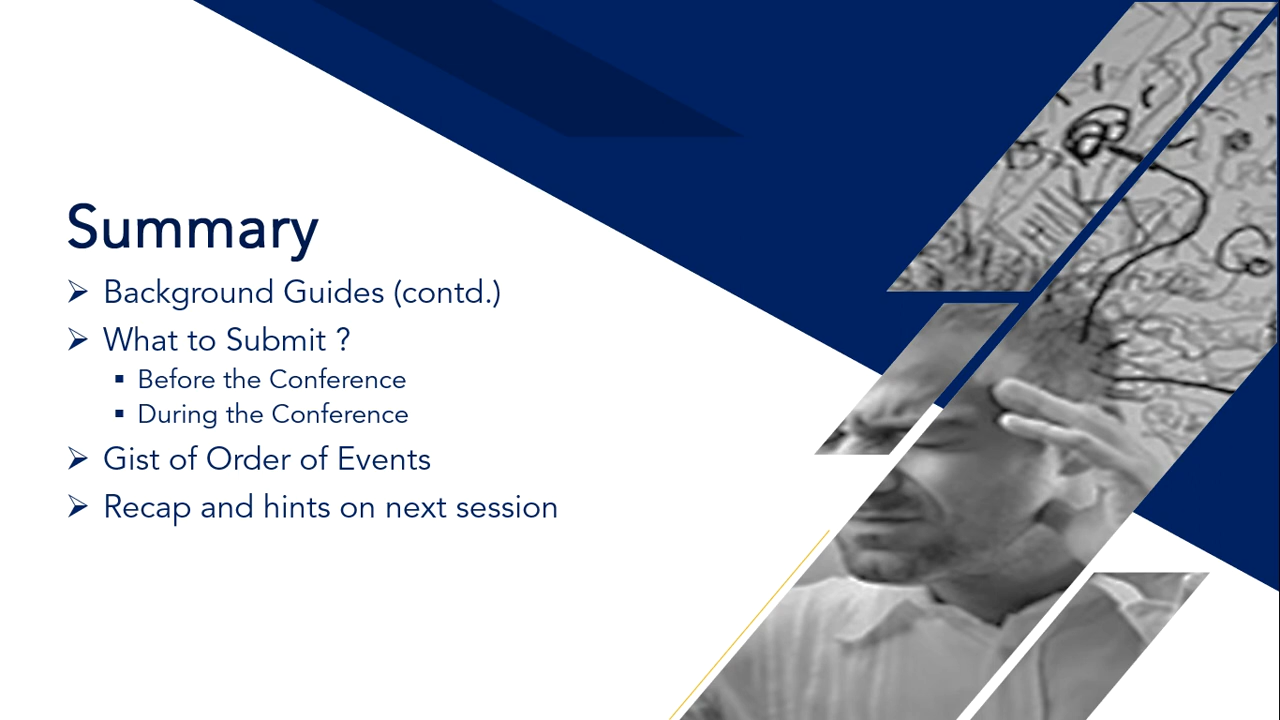 Summary
➢ Background Guides (contd.)
➢ What to Submit ?
▪ Before the Conference
▪ During the Conference
➢ Gist of Order of Events
➢ Recap and hints on next session